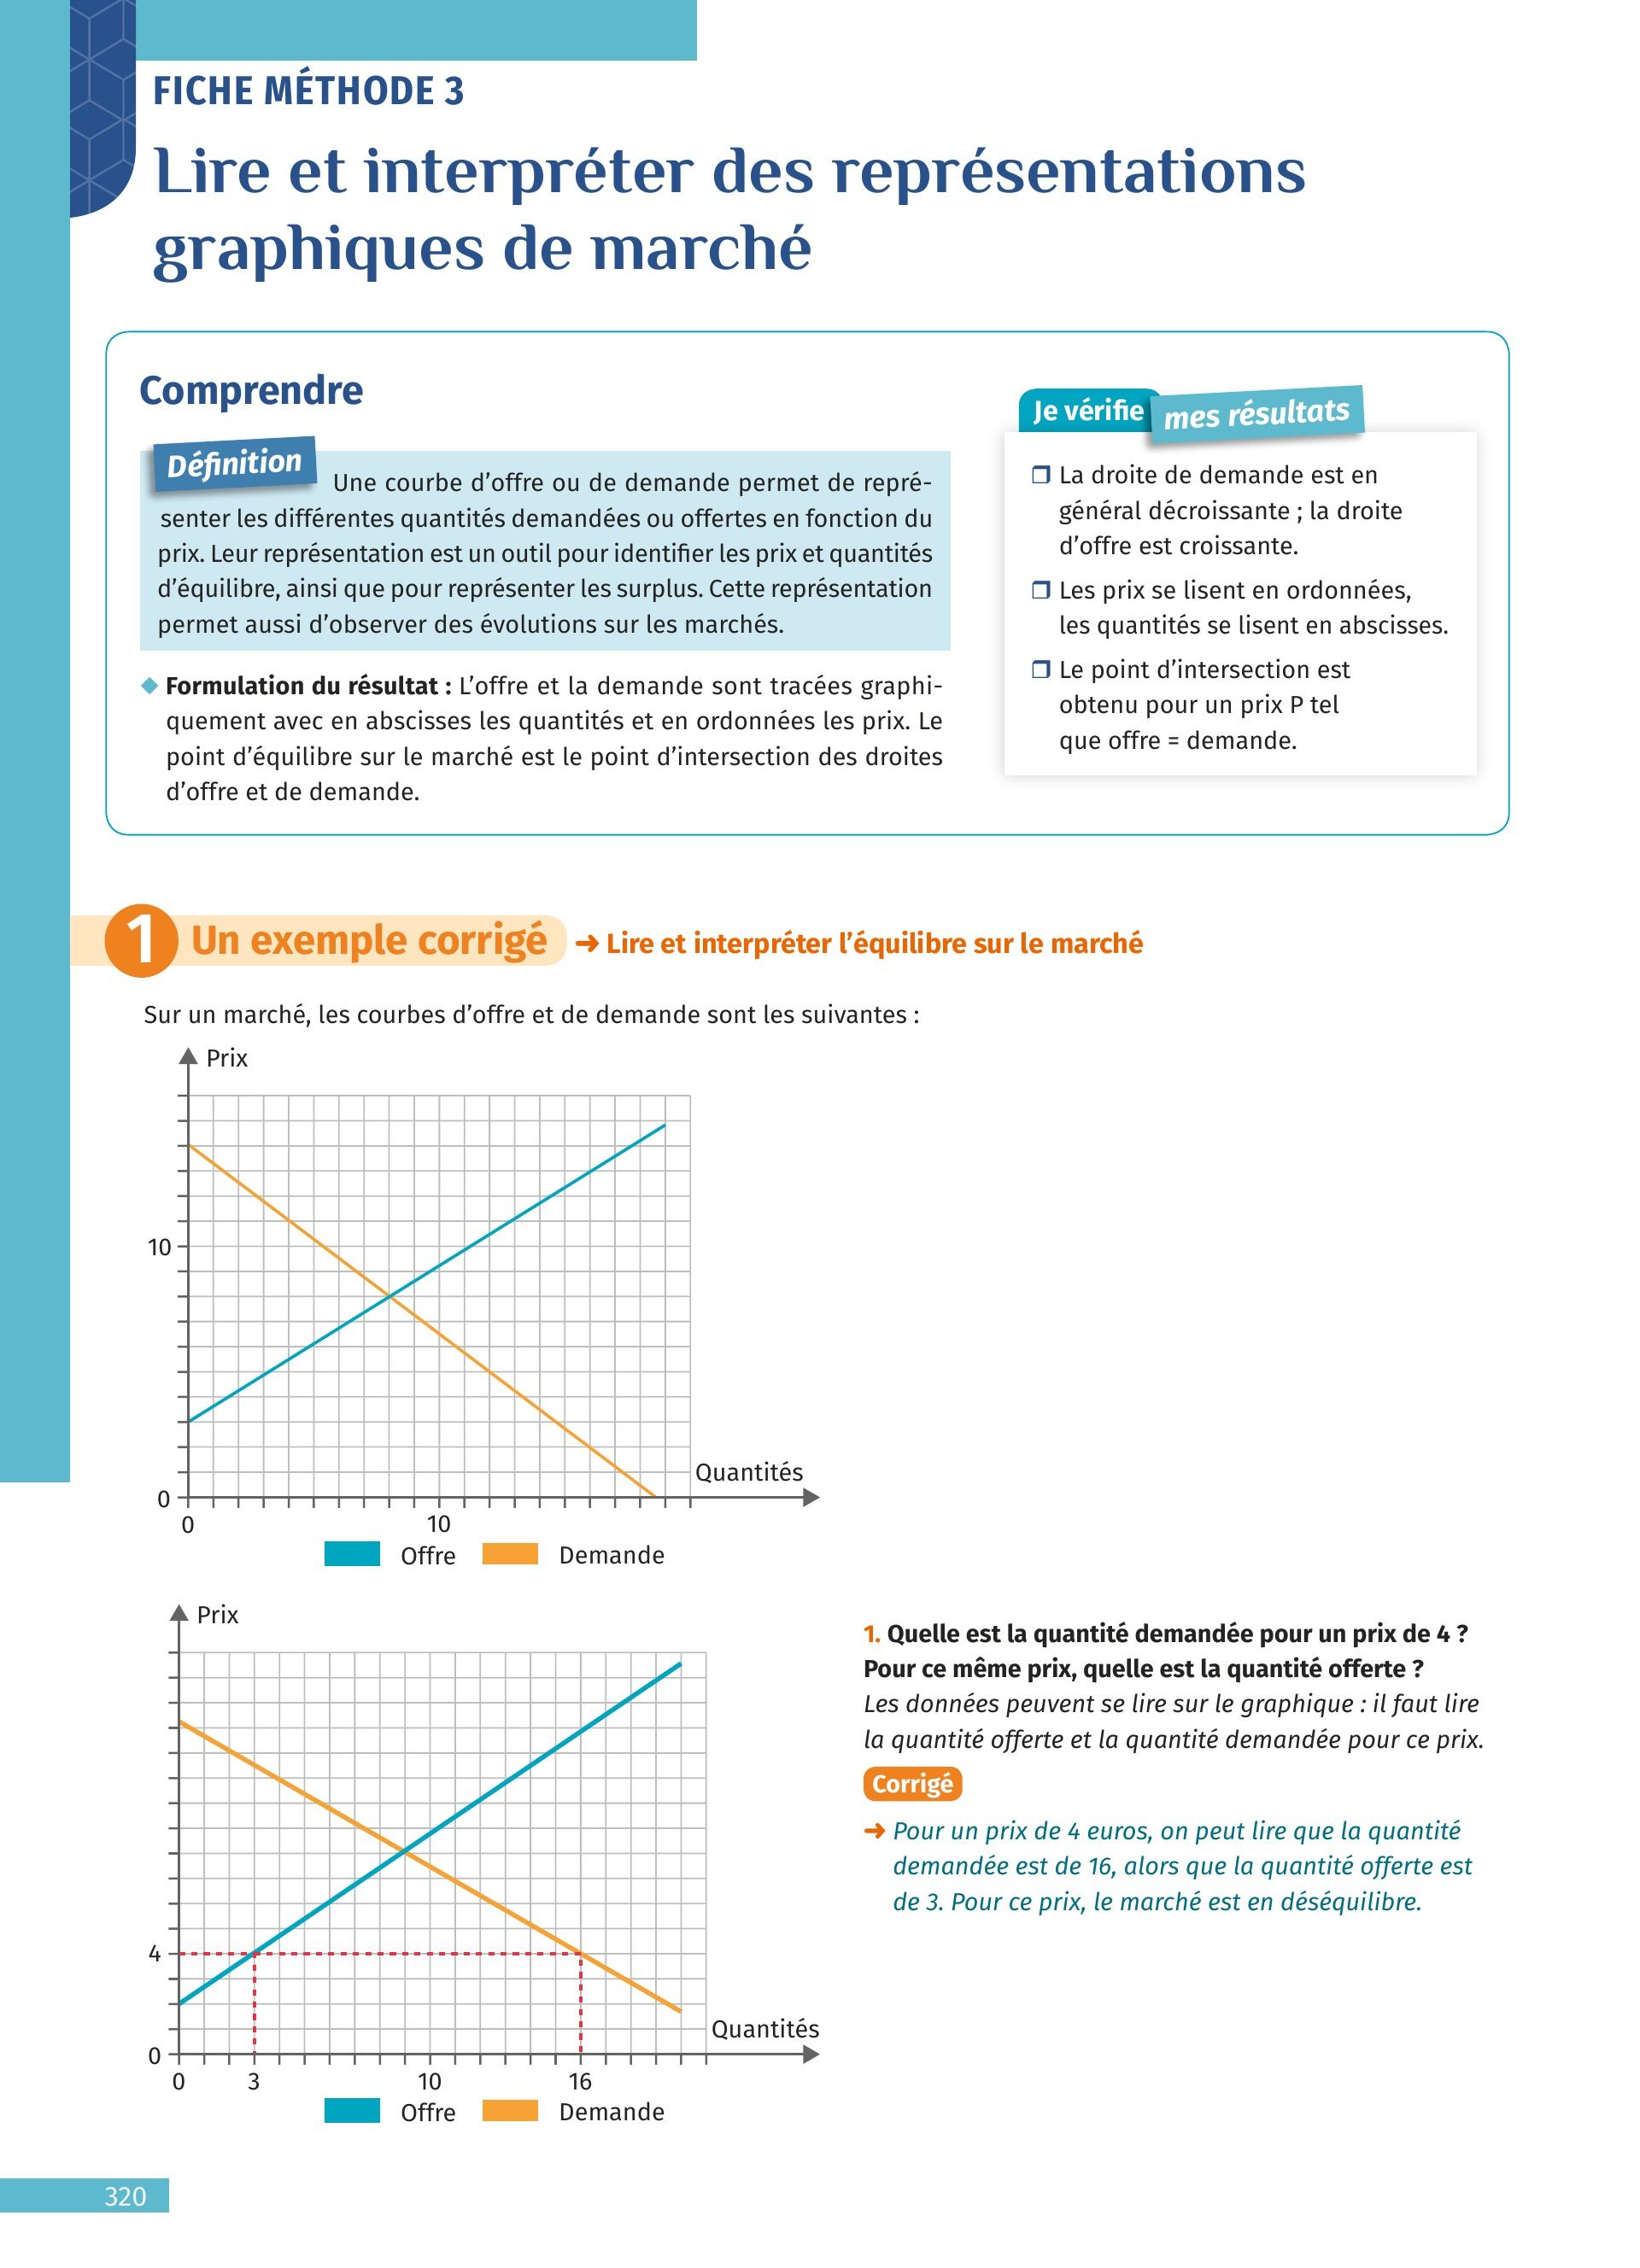 FICHE MÉTHODE 3
Lire et interpréter des représentations
graphiques de marché
Comprendre
Définition
Une courbe d’offre ou de demande permet de repré-
senter les différentes quantités demandées ou offertes en fonction du
prix. Leur représentation est un outil pour identifier les prix et quantités
d’équilibre, ainsi que pour représenter les surplus. Cette représentation
permet aussi d’observer des évolutions sur les marchés.
◆ Formulation du résultat : L’offre et la demande sont tracées graphi-
quement avec en abscisses les quantités et en ordonnées les prix. Le
point d’équilibre sur le marché est le point d’intersection des droites
d’offre et de demande.
Je vérifie mes résultats
❒ La droite de demande est en
général décroissante ; la droite
d’offre est croissante.
❒ Les prix se lisent en ordonnées,
les quantités se lisent en abscisses.
❒ Le point d’intersection est
obtenu pour un prix P tel
que offre = demande.
1 Un exemple corrigé ➜ Lire et interpréter l’équilibre sur le marché
Sur un marché, les courbes d’offre et de demande sont les suivantes :
Prix
10
Quantités
0
0 10
Offre Demande
Prix
4
Quantités
0
0 3 10 16
Offre Demande
1. Quelle est la quantité demandée pour un prix de 4 ?
Pour ce même prix, quelle est la quantité offerte ?
Les données peuvent se lire sur le graphique : il faut lire
la quantité offerte et la quantité demandée pour ce prix.
Corrigé
➜ Pour un prix de 4 euros, on peut lire que la quantité
demandée est de 16, alors que la quantité offerte est
de 3. Pour ce prix, le marché est en déséquilibre.
320